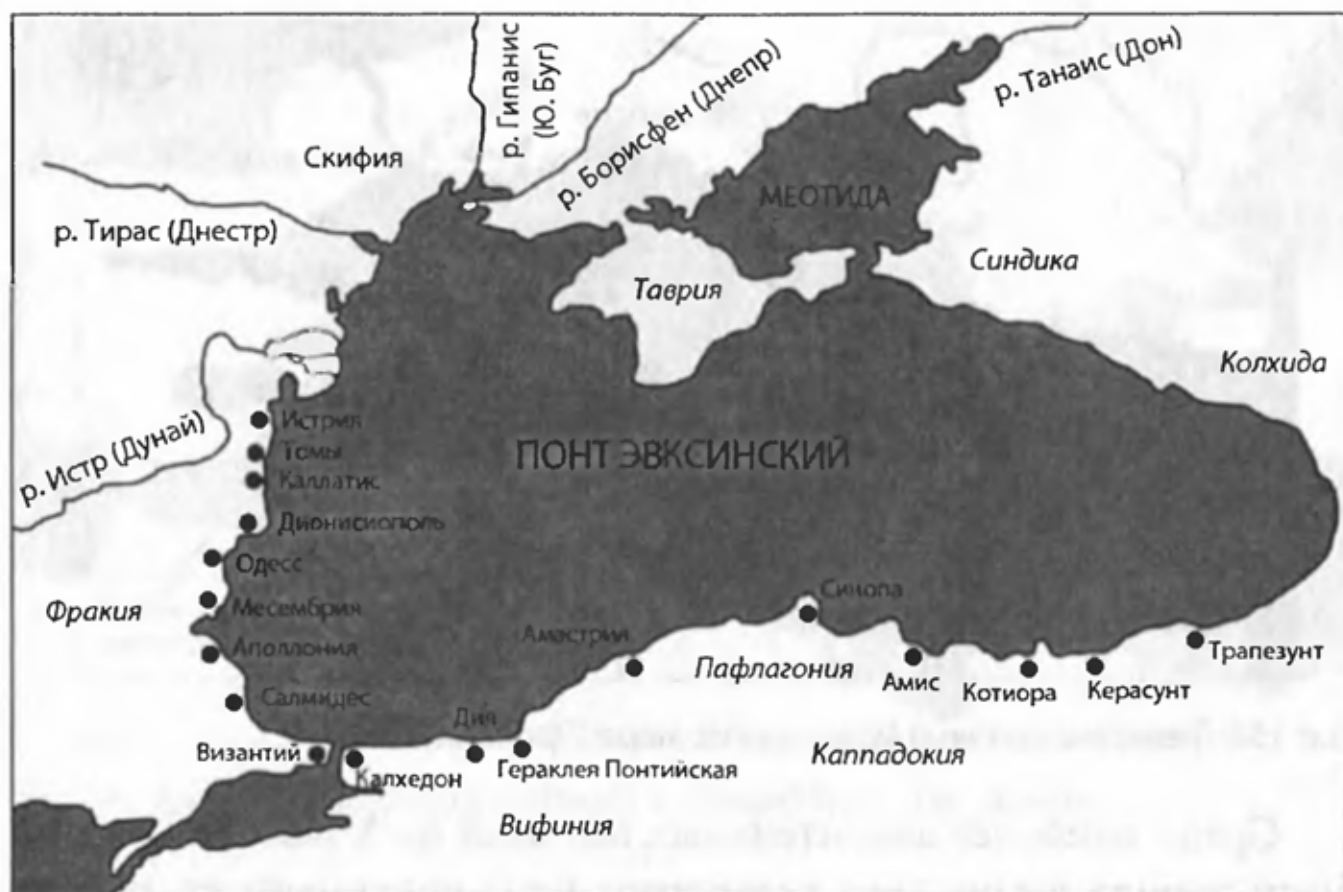 р. Гипанис
(Ю. Буг)
р. Борисфен (Днепр)
р. Танаис (Дон)
Скифия
МЕОТИДА
р. Тирас (Днестр)
Синдика
Таврия
Колхида
р. Истр (Дунай)
Истрия
Томы
Каллатис
ПОНТ ЭВКСИНСКИЙ
Дионисиополь
Одесс
Фракия
Месембрия
Синопа
Аполлония
Амастрия
Пафлагония
Трапезунт
Амис
Котиора
Керасунт
Салмидес
Дия
Византий
Калхедон
Гераклея Понтийская
Каппадокия
Вифиния